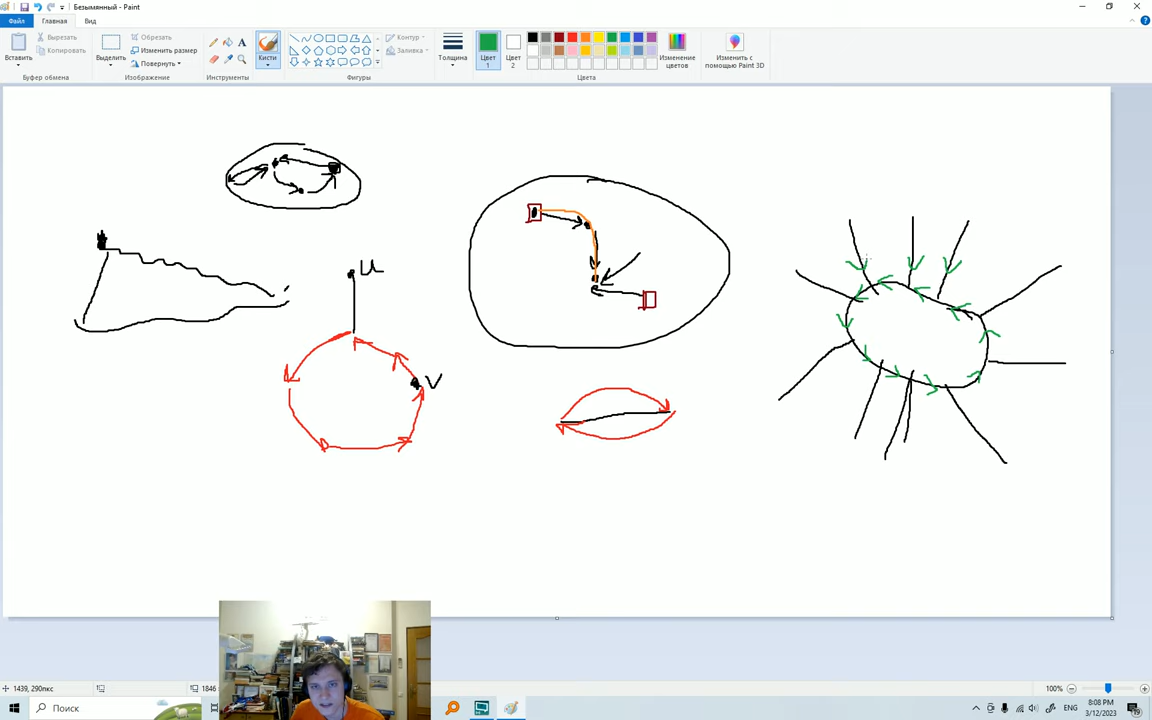 Безымянный - Paint
Файл Главная Вид
Вставить
Вырезать
Копировать
Буфер обмена
Выделить
Обрезать
Изменить размер
Повернуть
Изображение
Инструменты
Кисти
Контур
Заливка
Фигуры
Толщина
Цвет 1
Цвет 2
Изменение цветов
Цвета
Изменить с помощью Paint 3D
u
v
1439, 290пкс
1846
100%
Поиск
ENG
8:08 PM
3/12/2023